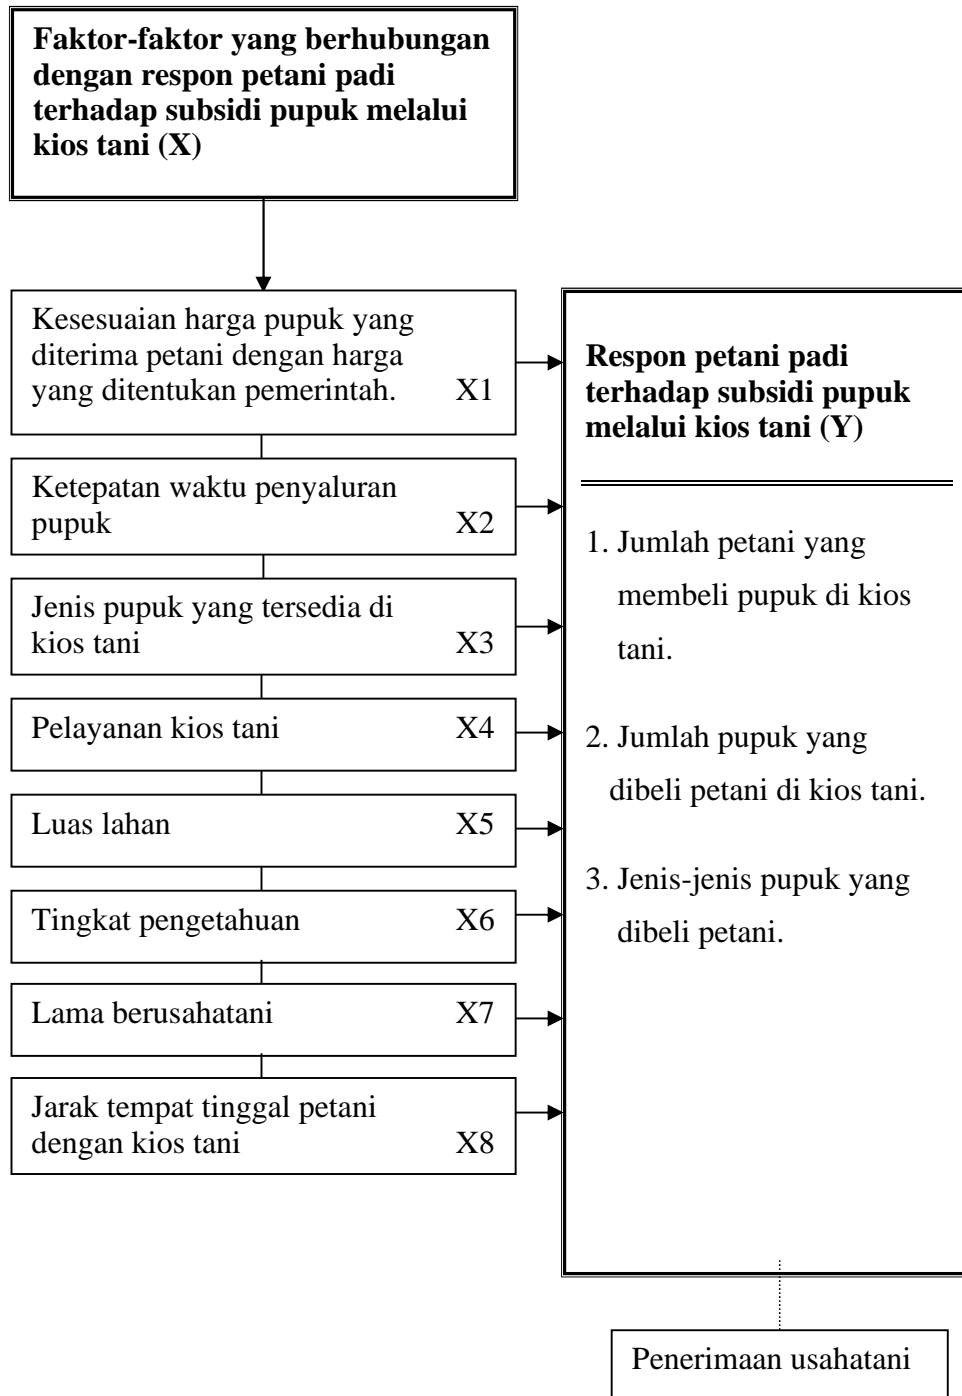 Faktor-faktor yang berhubungan
dengan respon petani padi
terhadap subsidi pupuk melalui
kios tani (X)
Kesesuaian harga pupuk yang
diterima petani dengan harga
yang ditentukan pemerintah. X1
Ketepatan waktu penyaluran
pupuk X2
Jenis pupuk yang tersedia di
kios tani X3
Pelayanan kios tani X4
Luas lahan X5
Tingkat pengetahuan X6
Lama berusahatani X7
Jarak tempat tinggal petani
dengan kios tani X8
Respon petani padi
terhadap subsidi pupuk
melalui kios tani (Y)
1. Jumlah petani yang
membeli pupuk di kios
tani.
2. Jumlah pupuk yang
dibeli petani di kios tani.
3. Jenis-jenis pupuk yang
dibeli petani.
Penerimaan usahatani